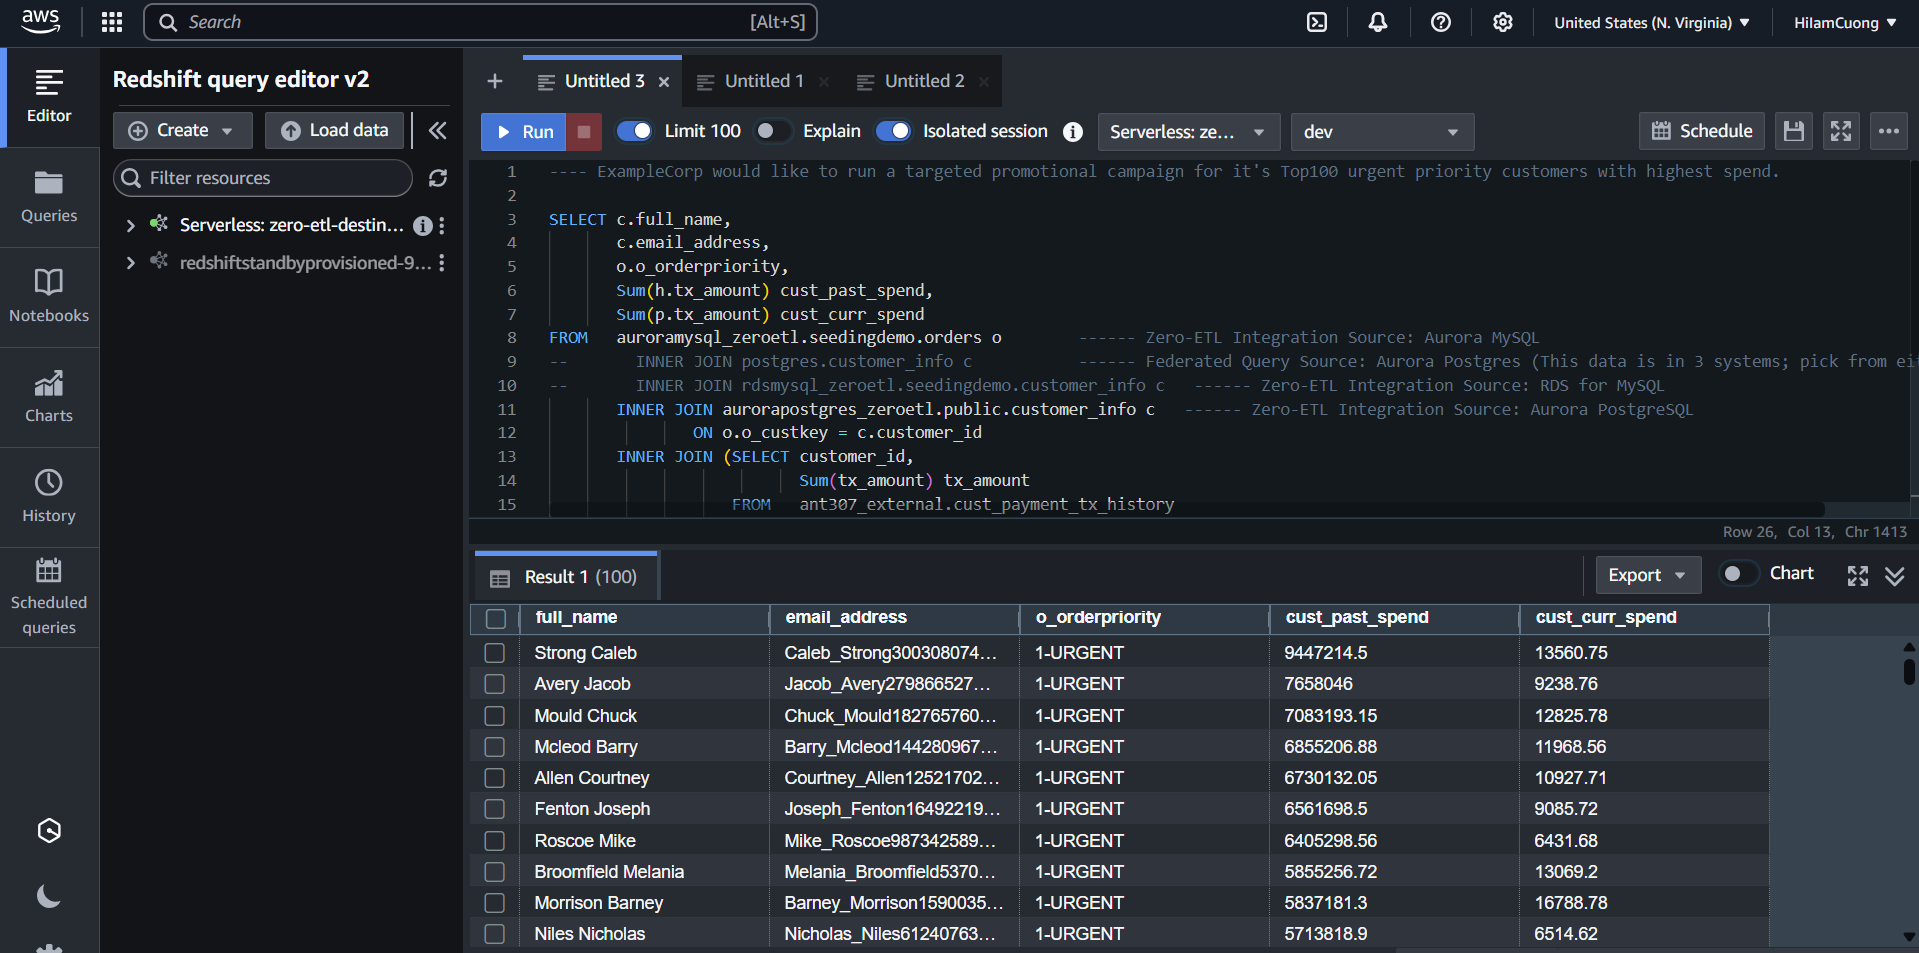 aws
Search [Alt+S]
United States (N. Virginia) ▼
HilamCuong ▼
Editor
Queries
Notebooks
Charts
History
Scheduled
queries
Redshift query editor v2
Create
Load data
Filter resources
Serverless: zero-etl-destin...
redshiftstandbyprovisioned-9...
Untitled 3
Untitled 1
Untitled 2
Run
Limit 100
Explain
Isolated session
Serverless: ze...
dev
Schedule
1 ---- ExampleCorp would like to run a targeted promotional campaign for it's Top100 urgent priority customers with highest spend.
2
3 SELECT c.full_name,
4 c.email_address,
5 o.o_orderpriority,
6 Sum(h.tx_amount) cust_past_spend,
7 Sum(p.tx_amount) cust_curr_spend
8 FROM auroramysql_zeroetl.seedingdemo.orders o ------ Zero-ETL Integration Source: Aurora MySQL
9 -- INNER JOIN postgres.customer_info c ------ Federated Query Source: Aurora Postgres (This data is in 3 systems; pick from ei
10 -- INNER JOIN rdsmysql_zeroetl.seedingdemo.customer_info c ------ Zero-ETL Integration Source: RDS for MySQL
11 INNER JOIN aurorapostgres_zeroetl.public.customer_info c ------ Zero-ETL Integration Source: Aurora PostgreSQL
12 ON o.o_custkey = c.customer_id
13 INNER JOIN (SELECT customer_id,
14 Sum(tx_amount) tx_amount
15 FROM ant307_external.cust_payment_tx_history
Row 26, Col 13, Chr 1413
Result 1 (100)
Export
Chart
full_name email_address o_orderpriority cust_past_spend cust_curr_spend
Strong Caleb Caleb_Strong300308074... 1-URGENT 9447214.5 13560.75
Avery Jacob Jacob_Avery279866527... 1-URGENT 7658046 9238.76
Mould Chuck Chuck_Mould182765760... 1-URGENT 7083193.15 12825.78
Mcleod Barry Barry_Mcleod144280967... 1-URGENT 6855206.88 11968.56
Allen Courtney Courtney_Allen12521702... 1-URGENT 6730132.05 10927.71
Fenton Joseph Joseph_Fenton16492219... 1-URGENT 6561698.5 9085.72
Roscoe Mike Mike_Roscoe987342589... 1-URGENT 6405298.56 6431.68
Broomfield Melania Melania_Broomfield5370... 1-URGENT 5855256.72 13069.2
Morrison Barney Barney_Morrison1590035... 1-URGENT 5837181.3 16788.78
Niles Nicholas Nicholas_Niles61240763... 1-URGENT 5713818.9 6514.62